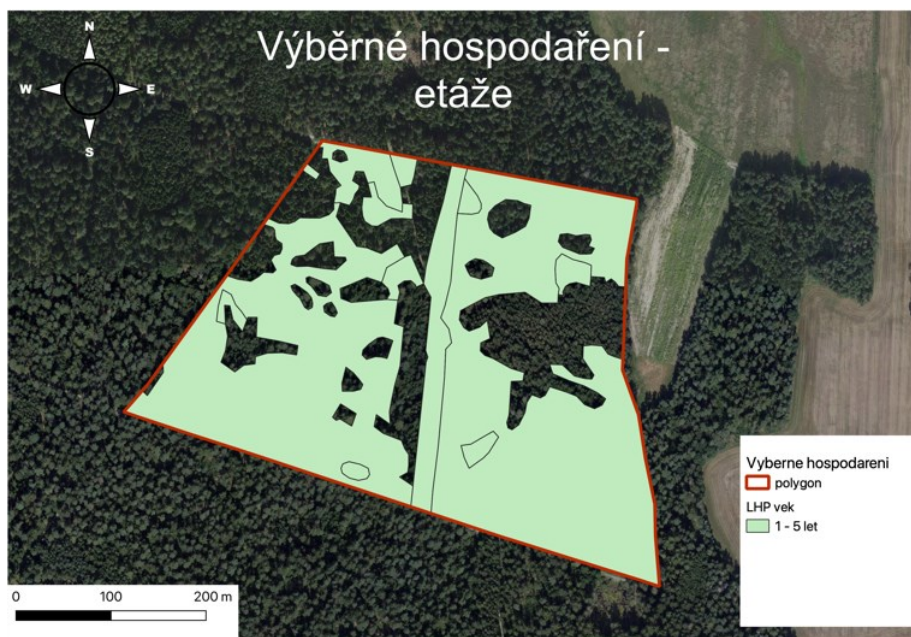 Výběrné hospodaření -
etáže
N
W E
S
Vyberne hospodareni
polygon
LHP vek
1 - 5 let
0 100 200 m